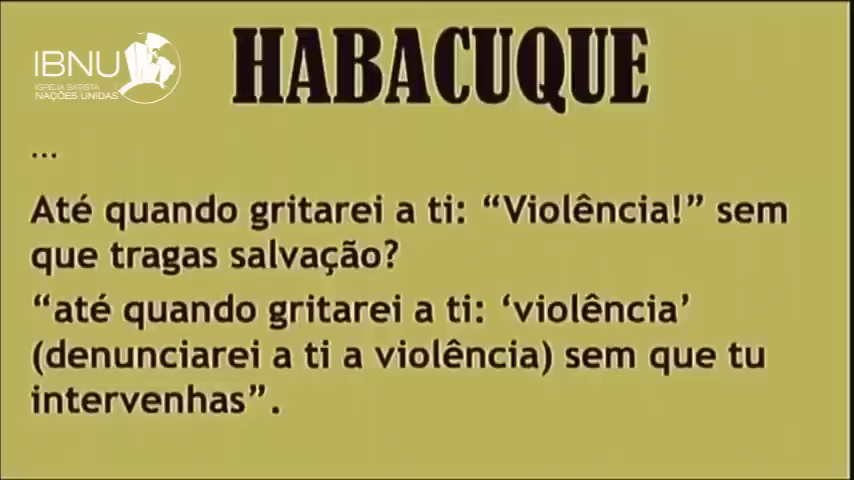 HABACUQUE
IBNU
IGREJA BATISTA
NAÇÕES UNIDAS
...
Até quando gritarei a ti: “Violência!” sem
que tragas salvação?
“até quando gritarei a ti: ‘violência’
(denunciarei a ti a violência) sem que tu
intervenhas”.